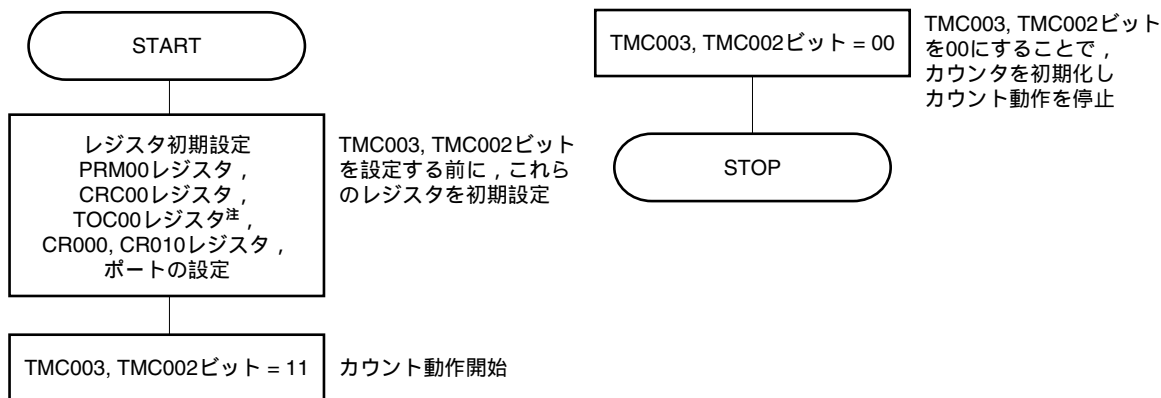 START
レジスタ初期設定
PRM00レジスタ，
CRC00レジスタ，
TOC00レジスタ注，
CR000, CR010レジスタ，
ポートの設定
TMC003, TMC002ビット
を設定する前に，これら
のレジスタを初期設定
TMC003, TMC002ビット = 11
カウント動作開始
TMC003, TMC002ビット = 00
TMC003, TMC002ビット
を00にすることで，
カウンタを初期化し
カウント動作を停止
STOP